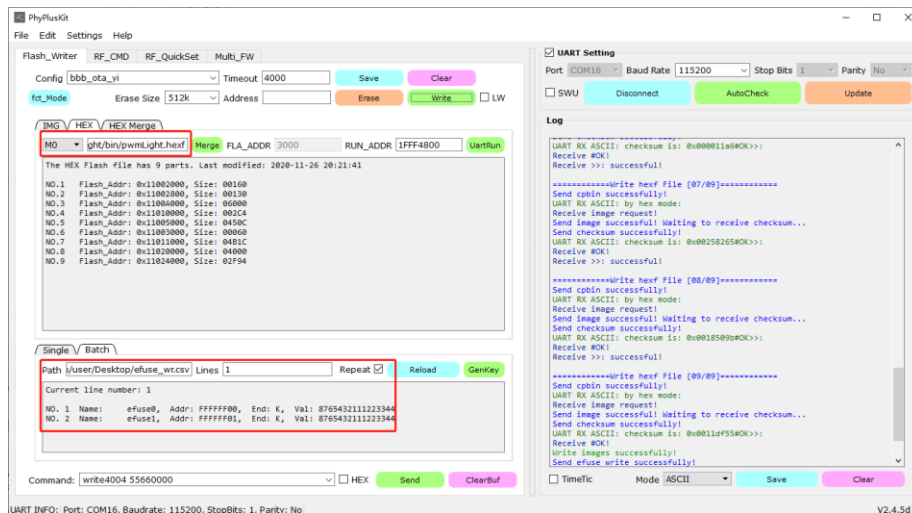 PhyPlusKit
File Edit Settings Help
Flash_Writer RF_CMD RF_QuickSet Multi_FW
Config bbb_ota_yi Timeout 4000 Save Clear
fct_Mode Erase Size 512k Address Erase Write LW
IMG HEX HEX Merge
M0 ght/bin/pwmLight.hexf Merge FLA_ADDR 3000 RUN_ADDR 1FFF4800 UartRun
The HEX Flash file has 9 parts. Last modified: 2020-11-26 20:21:41
NO.1 Flash_Addr: 0x11002000, Size: 00160
NO.2 Flash_Addr: 0x11002800, Size: 00130
NO.3 Flash_Addr: 0x1100A000, Size: 06000
NO.4 Flash_Addr: 0x11010000, Size: 002C4
NO.5 Flash_Addr: 0x11005000, Size: 0450C
NO.6 Flash_Addr: 0x11003000, Size: 00060
NO.7 Flash_Addr: 0x11011000, Size: 04B1C
NO.8 Flash_Addr: 0x11020000, Size: 04000
NO.9 Flash_Addr: 0x11024000, Size: 02F94
Single Batch
Path /user/Desktop/efuse_wr.csv Lines 1 Repeat Reload GenKey
Current line number: 1
NO. 1 Name: efuse0, Addr: FFFFFF00, End: K, Val: 8765432111223344
NO. 2 Name: efuse1, Addr: FFFFFF01, End: K, Val: 8765432111223344
Command: write4004 55660000 HEX Send ClearBuf
UART INFO: Port: COM16, Baudrate: 115200, StopBits: 1, Parity: No
UART Setting
Port COM16 Baud Rate 115200 Stop Bits 1 Parity No
SWU Disconnect AutoCheck Update
Log
UART RX ASCII: checksum is: 0x000011a6#OK>>:
Receive #OK!
Receive >>: successful!
============Write hexf File [07/09]============
Send cpbin successfully!
UART RX ASCII: by hex mode:
Receive image request!
Send image successful! Waiting to receive checksum...
Send checksum successfully!
UART RX ASCII: checksum is: 0x00258265#OK>>:
Receive #OK!
Receive >>: successful!
============Write hexf File [08/09]============
Send cpbin successfully!
UART RX ASCII: by hex mode:
Receive image request!
Send image successful! Waiting to receive checksum...
Send checksum successfully!
UART RX ASCII: checksum is: 0x0018509b#OK>>:
Receive #OK!
Receive >>: successful!
============Write hexf File [09/09]============
Send cpbin successfully!
UART RX ASCII: by hex mode:
Receive image request!
Send image successful! Waiting to receive checksum...
Send checksum successfully!
UART RX ASCII: checksum is: 0x0011df55#OK>>:
Receive #OK!
Write images successfully!
Send efuse write successfully!
TimeTic Mode ASCII Save Clear
V2.4.5d